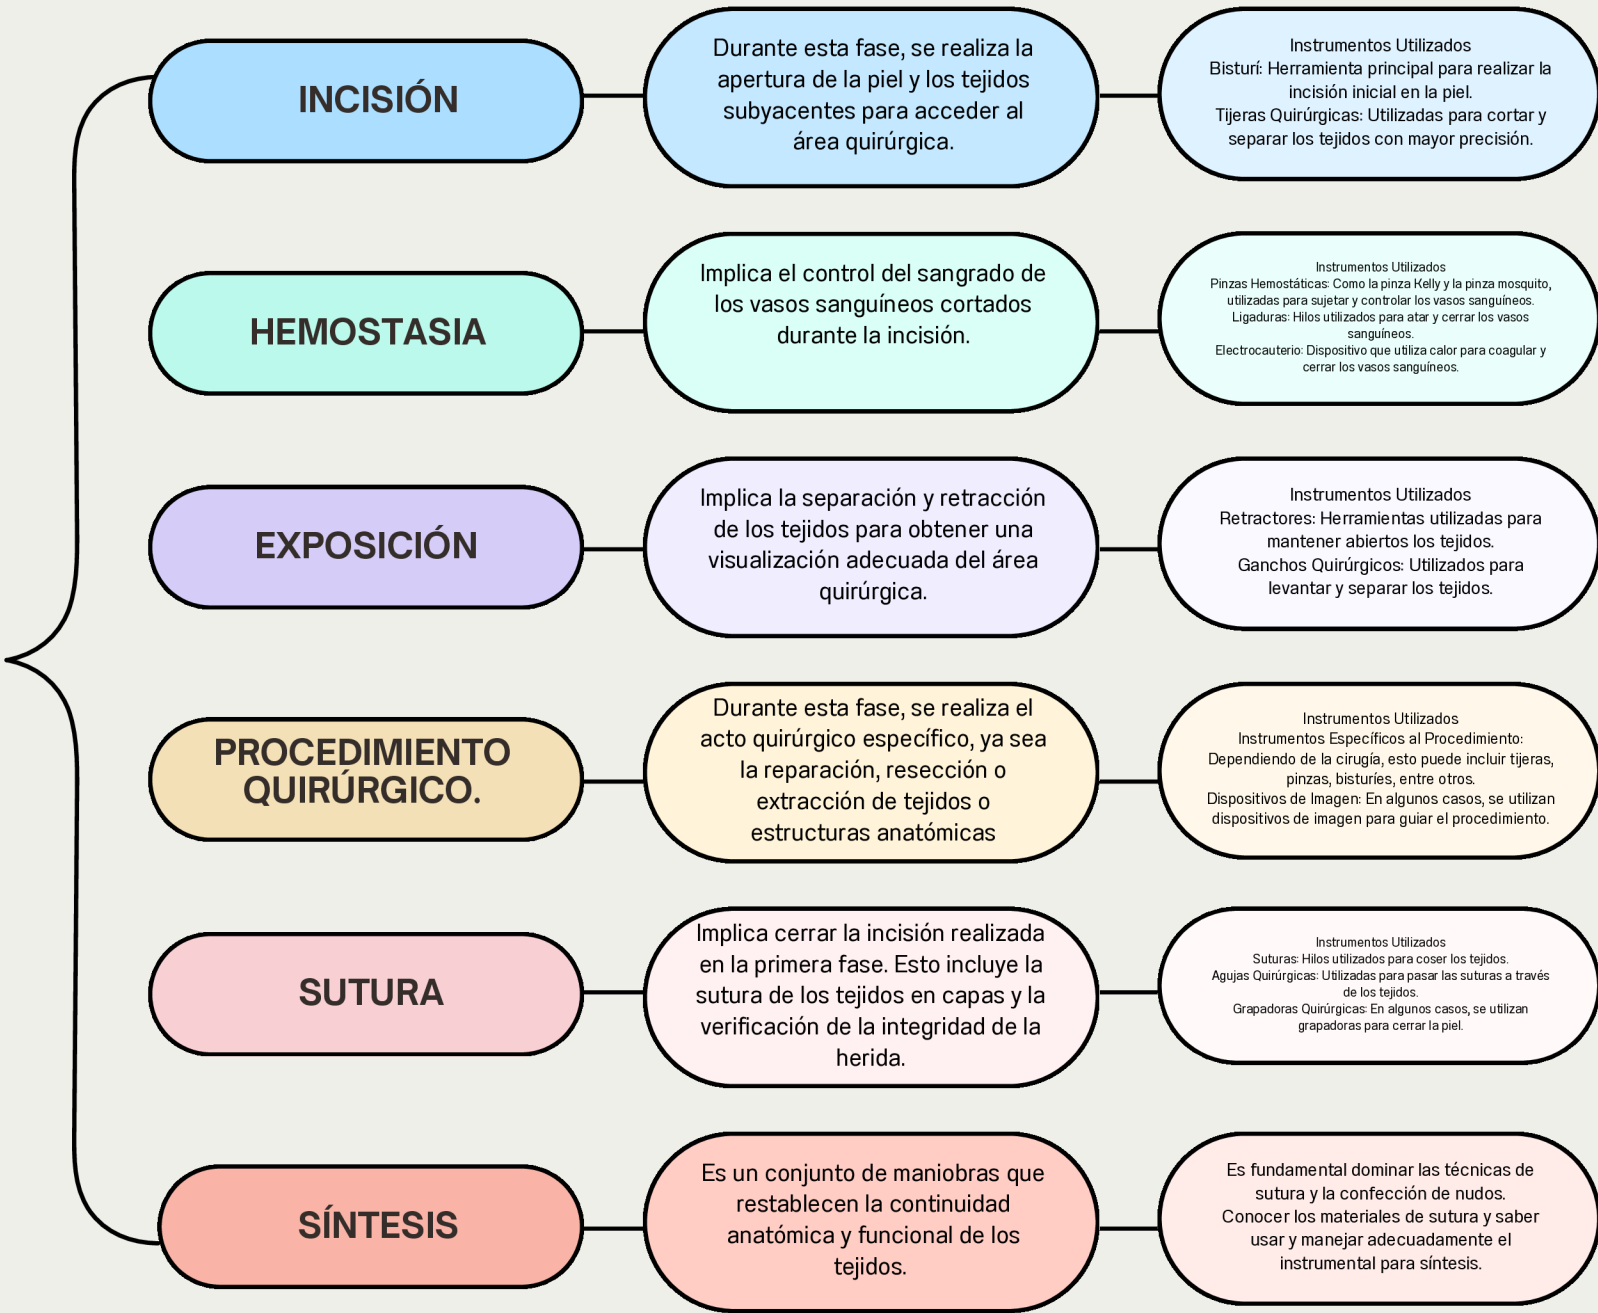 INCISIÓN
Durante esta fase, se realiza la
apertura de la piel y los tejidos
subyacentes para acceder al
área quirúrgica.
Instrumentos Utilizados
Bisturí: Herramienta principal para realizar la
incisión inicial en la piel.
Tijeras Quirúrgicas: Utilizadas para cortar y
separar los tejidos con mayor precisión.
HEMOSTASIA
Implica el control del sangrado de
los vasos sanguíneos cortados
durante la incisión.
Instrumentos Utilizados
Pinzas Hemostáticas: Como la pinza Kelly y la pinza mosquito,
utilizadas para sujetar y controlar los vasos sanguíneos.
Ligaduras: Hilos utilizados para atar y cerrar los vasos
sanguíneos.
Electrocauterio: Dispositivo que utiliza calor para coagular y
cerrar los vasos sanguíneos.
EXPOSICIÓN
Implica la separación y retracción
de los tejidos para obtener una
visualización adecuada del área
quirúrgica.
Instrumentos Utilizados
Retractores: Herramientas utilizadas para
mantener abiertos los tejidos.
Ganchos Quirúrgicos: Utilizados para
levantar y separar los tejidos.
PROCEDIMIENTO
QUIRÚRGICO.
Durante esta fase, se realiza el
acto quirúrgico específico, ya sea
la reparación, resección o
extracción de tejidos o
estructuras anatómicas
Instrumentos Utilizados
Instrumentos Específicos al Procedimiento:
Dependiendo de la cirugía, esto puede incluir tijeras,
pinzas, bisturíes, entre otros.
Dispositivos de Imagen: En algunos casos, se utilizan
dispositivos de imagen para guiar el procedimiento.
SUTURA
Implica cerrar la incisión realizada
en la primera fase. Esto incluye la
sutura de los tejidos en capas y la
verificación de la integridad de la
herida.
Instrumentos Utilizados
Suturas: Hilos utilizados para coser los tejidos.
Agujas Quirúrgicas: Utilizadas para pasar las suturas a través
de los tejidos.
Grapadoras Quirúrgicas: En algunos casos, se utilizan
grapadoras para cerrar la piel.
SÍNTESIS
Es un conjunto de maniobras que
restablecen la continuidad
anatómica y funcional de los
tejidos.
Es fundamental dominar las técnicas de
sutura y la confección de nudos.
Conocer los materiales de sutura y saber
usar y manejar adecuadamente el
instrumental para síntesis.